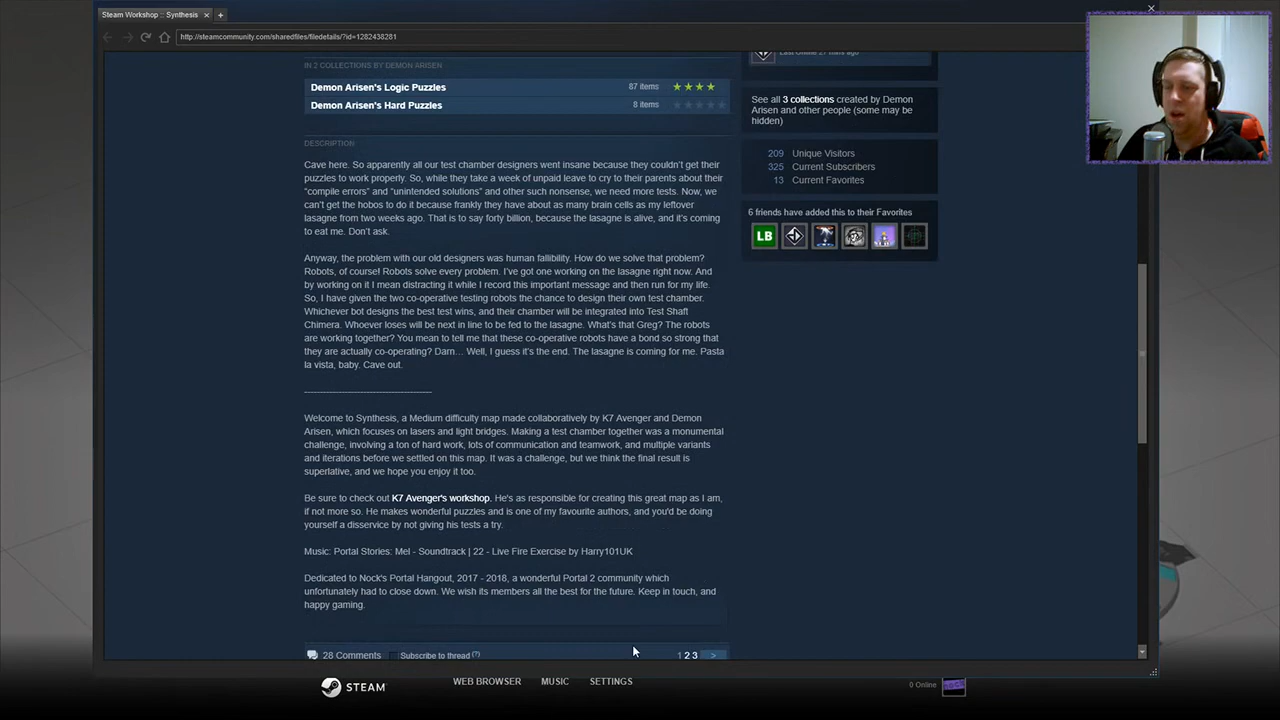 Steam Workshop :: Synthesis × +
http://steamcommunity.com/sharedfiles/filedetails/?id=1282438281
IN 2 COLLECTIONS BY DEMON ARISEN
Demon Arisen's Logic Puzzles 87 items
Demon Arisen's Hard Puzzles 8 items
DESCRIPTION
Cave here. So apparently all our test chamber designers went insane because they couldn't get their
puzzles to work properly. So, while they take a week of unpaid leave to cry to their parents about their
"compile errors" and "unintended solutions" and other such nonsense, we need more tests. Now, we
can't get the hobos to do it because frankly they have about as many brain cells as my leftover
lasagne from two weeks ago. That is to say forty billion, because the lasagne is alive, and it's coming
to eat me. Don't ask.
Anyway, the problem with our old designers was human fallibility. How do we solve that problem?
Robots, of course! Robots solve every problem. I've got one working on the lasagne right now. And
by working on it I mean distracting it while I record this important message and then run for my life.
So, I have given the two co-operative testing robots the chance to design their own test chamber.
Whichever bot designs the best test wins, and their chamber will be integrated into Test Shaft
Chimera. Whoever loses will be next in line to be fed to the lasagne. What's that Greg? The robots
are working together? You mean to tell me that these co-operative robots have a bond so strong that
they are actually co-operating? Darn... Well, I guess it's the end. The lasagne is coming for me. Pasta
la vista, baby. Cave out.
----------------------------------------
Welcome to Synthesis, a Medium difficulty map made collaboratively by K7 Avenger and Demon
Arisen, which focuses on lasers and light bridges. Making a test chamber together was a monumental
challenge, involving a ton of hard work, lots of communication and teamwork, and multiple variants
and iterations before we settled on this map. It was a challenge, but we think the final result is
superlative, and we hope you enjoy it too.
Be sure to check out K7 Avenger's workshop. He's as responsible for creating this great map as I am,
if not more so. He makes wonderful puzzles and is one of my favourite authors, and you'd be doing
yourself a disservice by not giving his tests a try.
Music: Portal Stories: Mel - Soundtrack | 22 - Live Fire Exercise by Harry101UK
Dedicated to Nock's Portal Hangout, 2017 - 2018, a wonderful Portal 2 community which
unfortunately had to close down. We wish its members all the best for the future. Keep in touch, and
happy gaming.
28 Comments Subscribe to thread (?) 1 2 3 >
See all 3 collections created by Demon
Arisen and other people (some may be
hidden)
209 Unique Visitors
325 Current Subscribers
13 Current Favorites
6 friends have added this to their Favorites
LB
STEAM WEB BROWSER MUSIC SETTINGS 0 Online